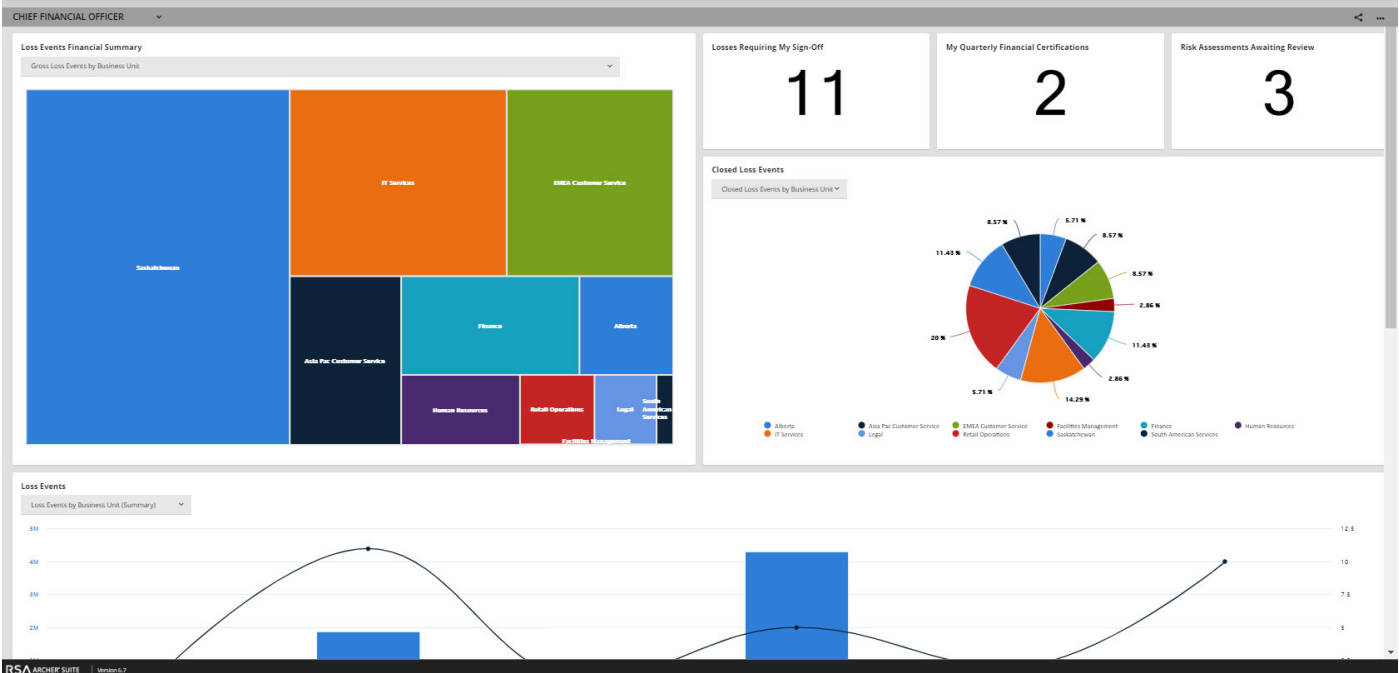 CHIEF FINANCIAL OFFICER
Loss Events Financial Summary
Gross Loss Events by Business Unit
Saskatchewan
IT Services
EMEA Customer Service
Asia Pac Customer Service
Finance
Alberta
Human Resources
Retail Operations
Legal
South
American
Services
Facilities Management
Losses Requiring My Sign-Off
11
My Quarterly Financial Certifications
2
Risk Assessments Awaiting Review
3
Closed Loss Events
Closed Loss Events by Business Unit
8.57 %
5.71 %
8.57 %
11.43 %
8.57 %
2.86 %
20 %
11.43 %
2.86 %
5.71 %
14.29 %
Alberta
Asia Pac Customer Service
EMEA Customer Service
Facilities Management
Finance
Human Resources
IT Services
Legal
Retail Operations
Saskatchewan
South American Services
Loss Events
Loss Events by Business Unit (Summary)
5M
4M
3M
2M
12.5
10
7.5
5
RSA ARCHER® SUITE
Version 6.7